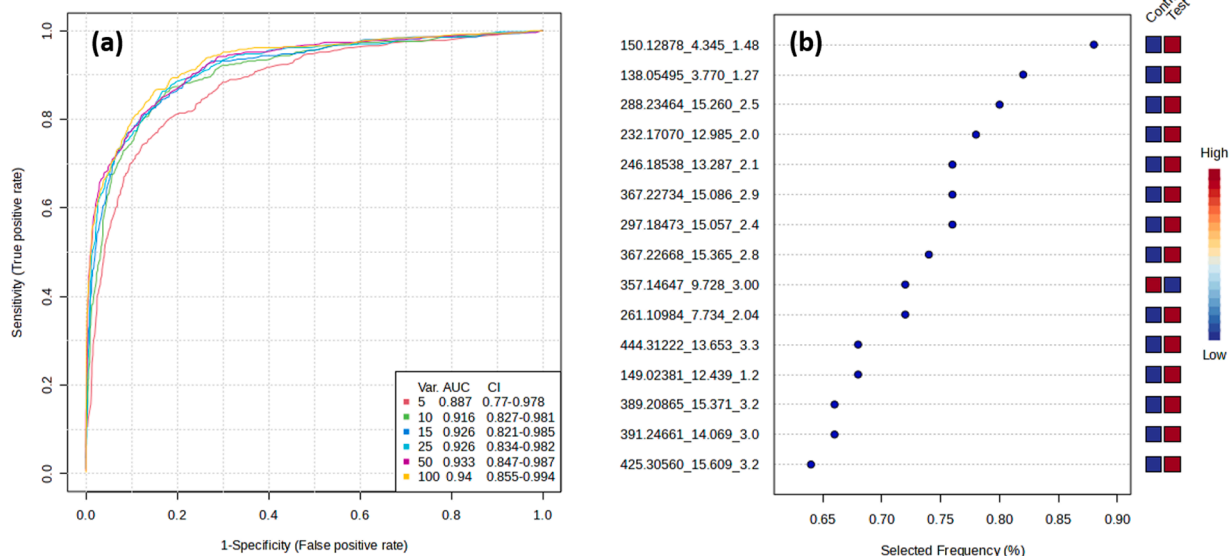 (a)
1.0
0.8
0.6
0.4
0.2
0.0
Sensitivity (True positive rate)
Var. AUC CI
5 0.887 0.77-0.978
10 0.916 0.827-0.981
15 0.926 0.821-0.985
25 0.926 0.834-0.982
50 0.933 0.847-0.987
100 0.94 0.855-0.994
0.0 0.2 0.4 0.6 0.8 1.0
1-Specificity (False positive rate)
(b)
Test
150.12878_4.345_1.48
138.05495_3.770_1.27
288.23464_15.260_2.5
232.17070_12.985_2.0
246.18538_13.287_2.1
367.22734_15.086_2.9
297.18473_15.057_2.4
367.22668_15.365_2.8
357.14647_9.728_3.00
261.10984_7.734_2.04
444.31222_13.653_3.3
149.02381_12.439_1.2
389.20865_15.371_3.2
391.24661_14.069_3.0
425.30560_15.609_3.2
0.65 0.70 0.75 0.80 0.85 0.90
Selected Frequency (%)
High
Low